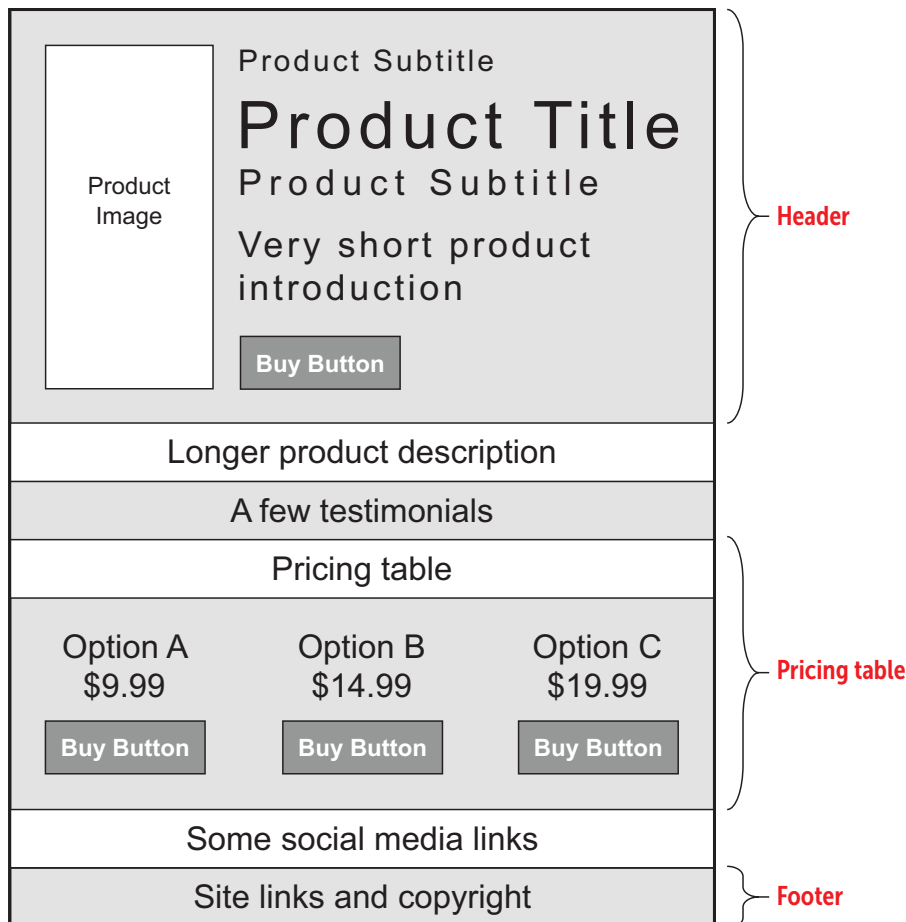 Product
Image
Product Subtitle
Product Title
Product Subtitle
Very short product
introduction
Buy Button
Header
Longer product description
A few testimonials
Pricing table
Option A
$9.99
Buy Button
Option B
$14.99
Buy Button
Option C
$19.99
Buy Button
Pricing table
Some social media links
Site links and copyright
Footer